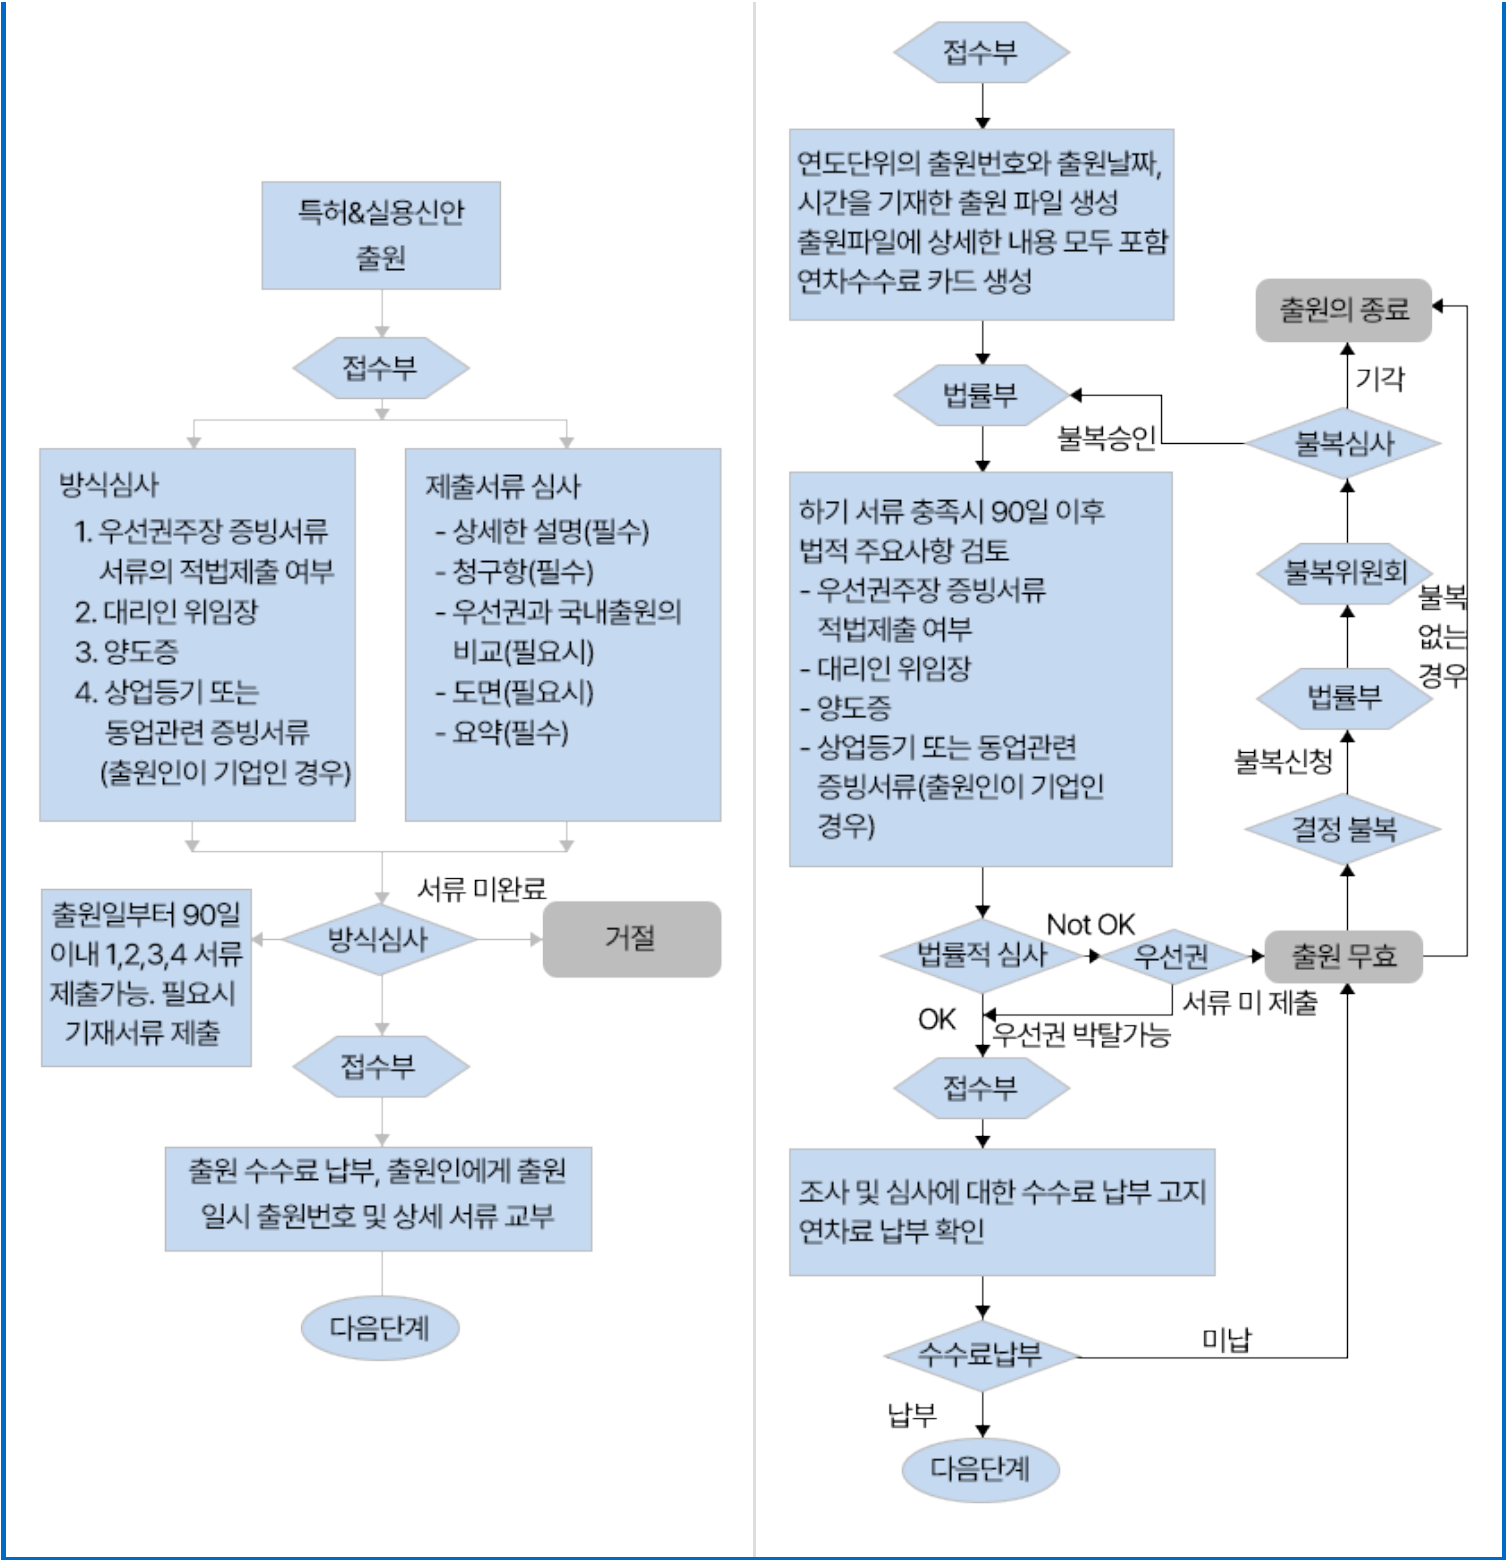 특허&실용신안
출원
접수부
방식심사
1. 우선권주장 증빙서류
서류의 적법제출 여부
2. 대리인 위임장
3. 양도증
4. 상업등기 또는
동업관련 증빙서류
(출원인이 기업인 경우)
제출서류 심사
- 상세한 설명(필수)
- 청구항(필수)
- 우선권과 국내출원의
비교(필요시)
- 도면(필요시)
- 요약(필수)
서류 미완료
출원일부터 90일
이내 1,2,3,4 서류
제출가능. 필요시
기재서류 제출
방식심사
거절
접수부
출원 수수료 납부, 출원인에게 출원
일시 출원번호 및 상세 서류 교부
다음단계
접수부
연도단위의 출원번호와 출원날짜,
시간을 기재한 출원 파일 생성
출원파일에 상세한 내용 모두 포함
연차수수료 카드 생성
출원의 종료
기각
법률부
불복승인
불복심사
하기 서류 충족시 90일 이후
법적 주요사항 검토
- 우선권주장 증빙서류
적법제출 여부
- 대리인 위임장
- 양도증
- 상업등기 또는 동업관련
증빙서류(출원인이 기업인
경우)
불복위원회
불복
없는
경우
법률부
불복신청
결정 불복
Not OK
법률적 심사
우선권
출원 무효
서류 미 제출
OK
우선권 박탈가능
접수부
조사 및 심사에 대한 수수료 납부 고지
연차료 납부 확인
수수료납부
미납
납부
다음단계